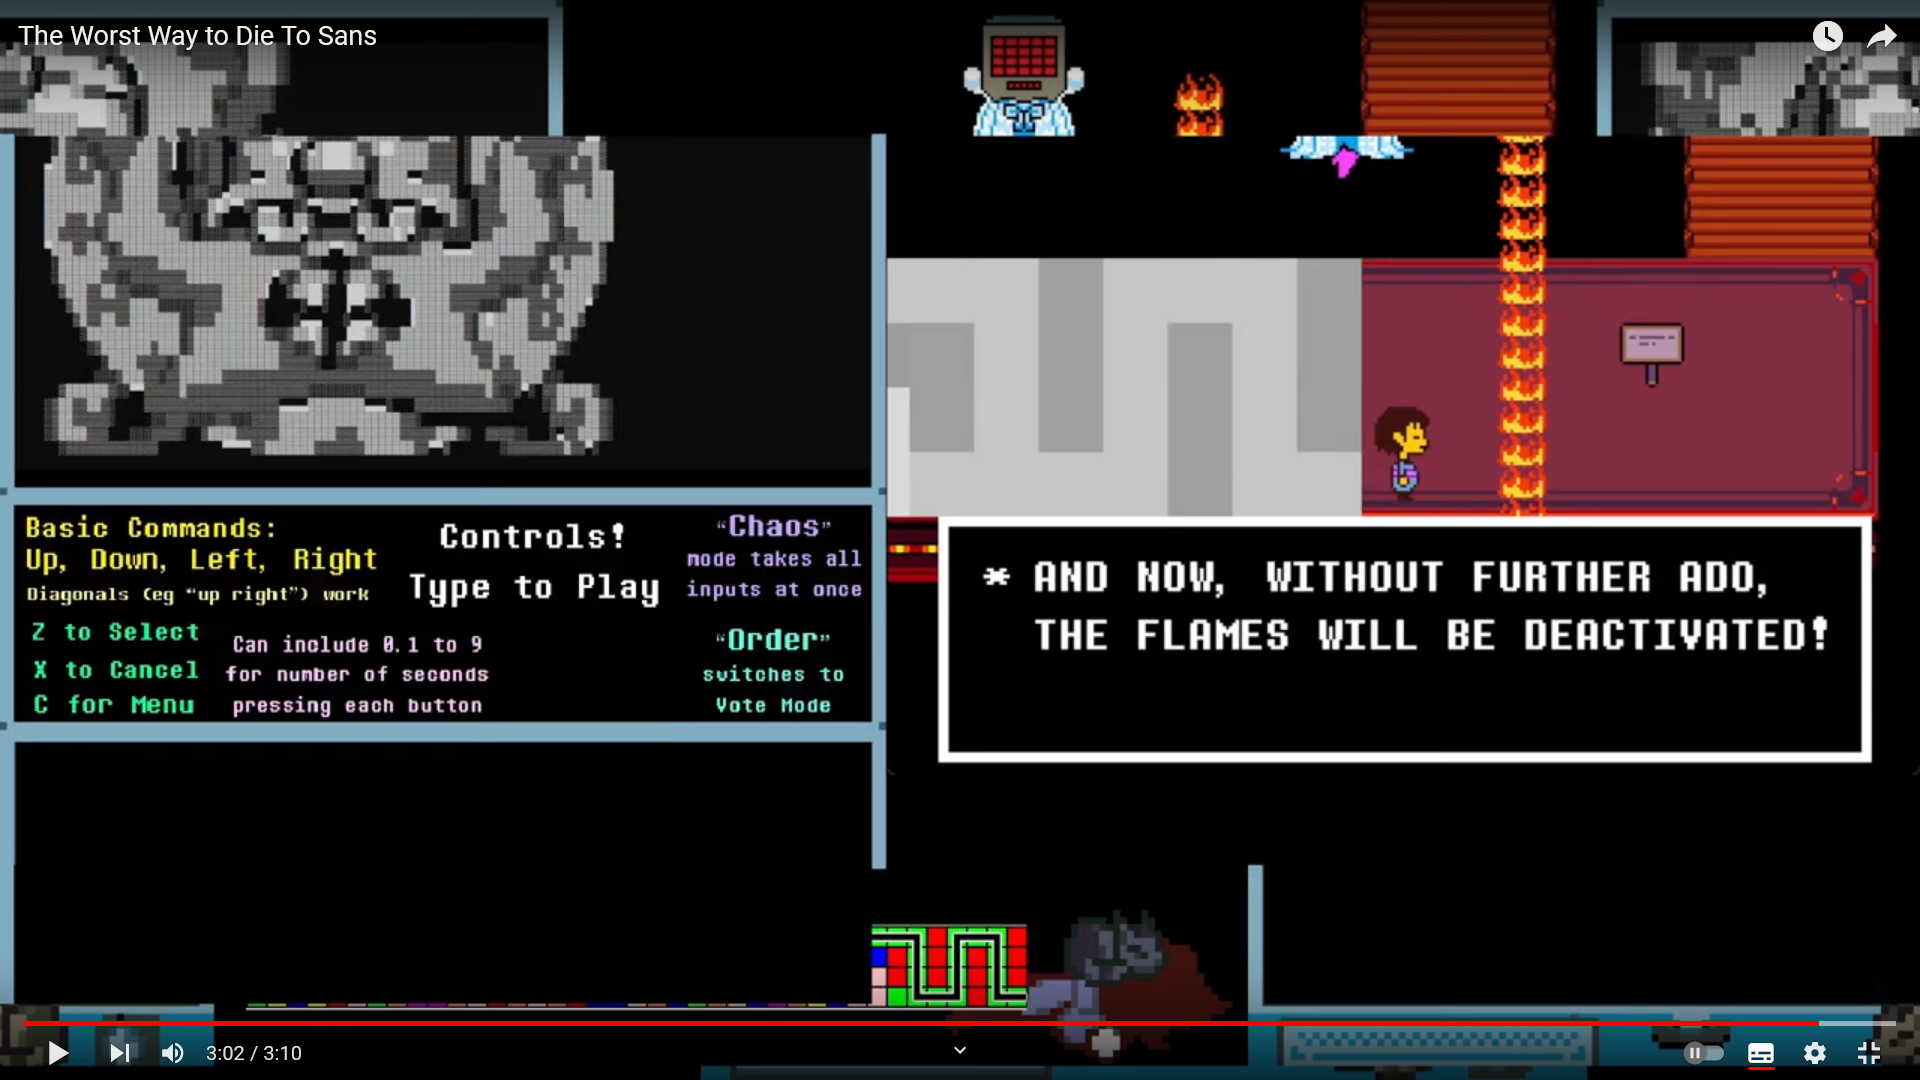 The Worst Way to Die To Sans
Basic Commands:
Up, Down, Left, Right
Diagonals (eg “up right”) work
Z to Select
X to Cancel
C for Menu
Controls!
Type to Play
Can include 0.1 to 9
for number of seconds
pressing each button
“Chaos”
mode takes all
inputs at once
“Order”
switches to
Vote Mode
* AND NOW, WITHOUT FURTHER ADO,
THE FLAMES WILL BE DEACTIVATED!
3:02 / 3:10